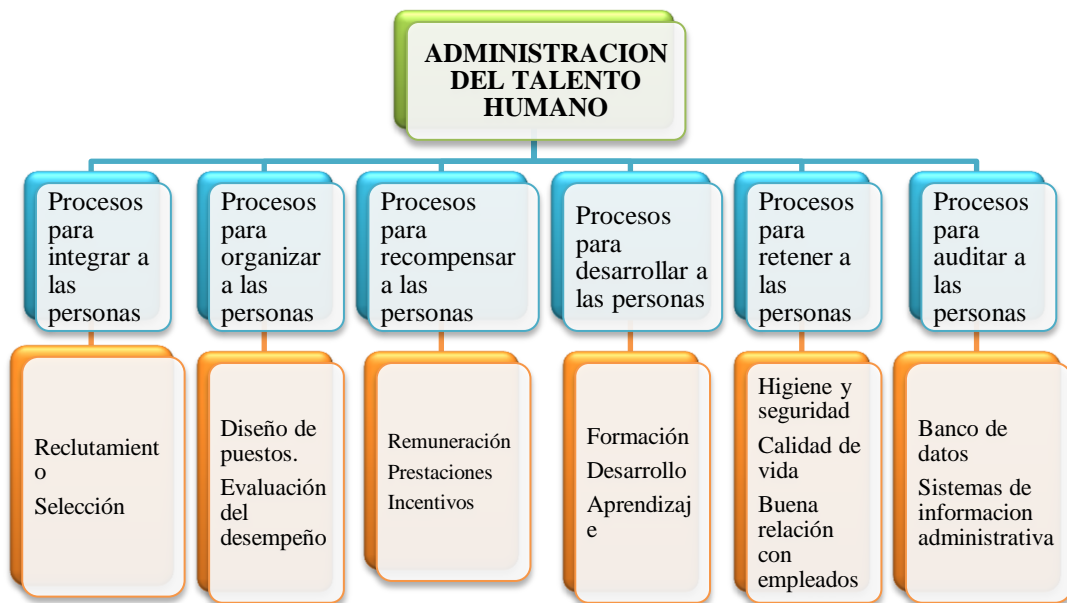 ADMINISTRACION
DEL TALENTO
HUMANO
Procesos
para
integrar a
las
personas
Procesos
para
organizar
a las
personas
Procesos
para
recompensar
a las
personas
Procesos
para
desarrollar a
las personas
Procesos
para
retener a
las
personas
Procesos
para
auditar a
las
personas
Reclutamient
o
Selección
Diseño de
puestos.
Evaluación
del
desempeño
Remuneración
Prestaciones
Incentivos
Formación
Desarrollo
Aprendizaj
e
Higiene y
seguridad
Calidad de
vida
Buena
relación
con
empleados
Banco de
datos
Sistemas de
informacion
administrativa